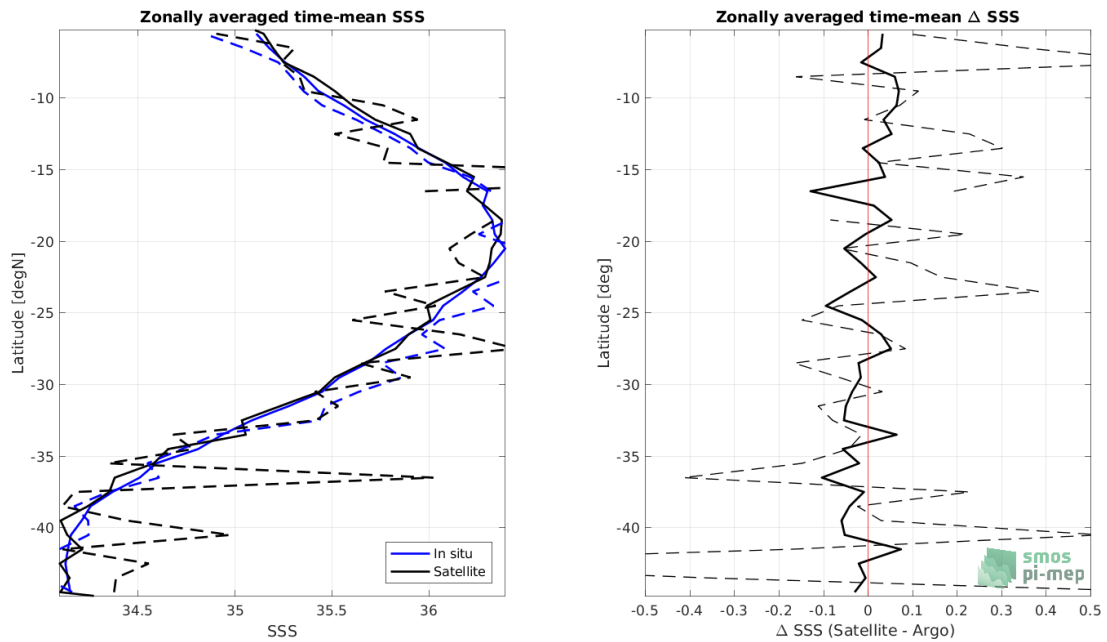 Zonally averaged time-mean SSS
-10
-15
-20
-25
-30
-35
-40
Latitude [degN]
34.5
35
35.5
36
SSS
In situ
Satellite
Zonally averaged time-mean Δ SSS
-10
-15
-20
-25
-30
-35
-40
Latitude [deg]
-0.5
-0.4
-0.3
-0.2
-0.1
0
0.1
0.2
0.3
0.4
0.5
Δ SSS (Satellite - Argo)
smos
pi-mep